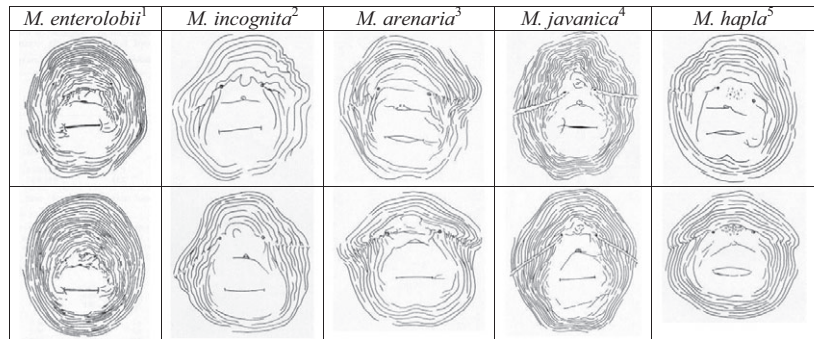 M. enterolobii¹ M. incognita² M. arenaria³ M. javanica⁴ M. hapla⁵